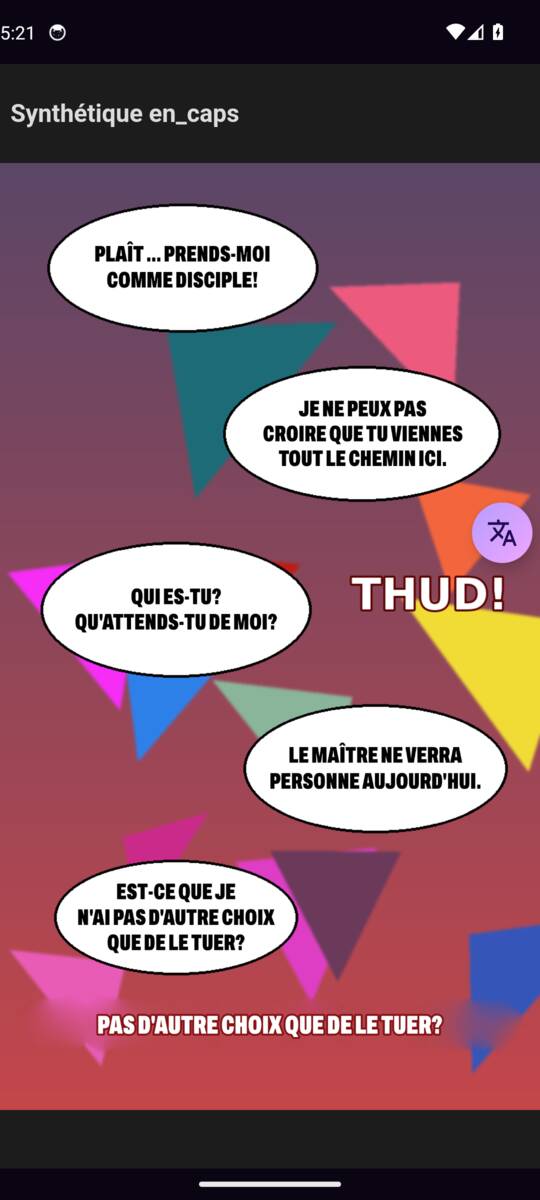 5:21
Synthétique en_caps
PLAÎT... PRENDS-MOI
COMME DISCIPLE!
JE NE PEUX PAS
CROIRE QUE TU VIENNES
TOUT LE CHEMIN ICI.
QUI ES-TU?
QU'ATTENDS-TU DE MOI?
THUD!
LE MAÎTRE NE VERRA
PERSONNE AUJOURD'HUI.
EST-CE QUE JE
N'AI PAS D'AUTRE CHOIX
QUE DE LE TUER?
PAS D'AUTRE CHOIX QUE DE LE TUER?